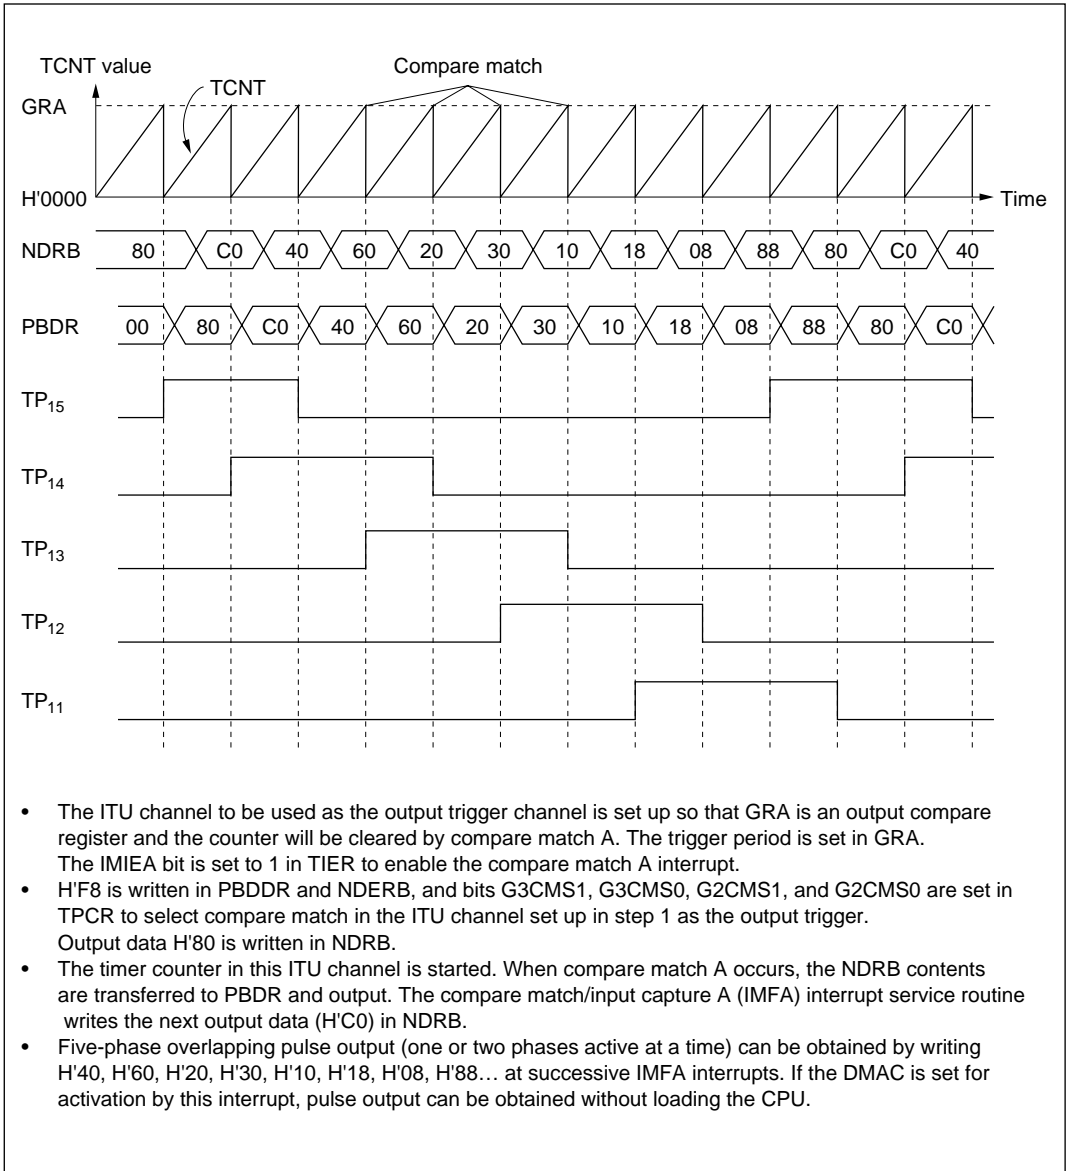 TCNT value
Compare match
TCNT
GRA
H'0000
Time
NDRB 80 C0 40 60 20 30 10 18 08 88 80 C0 40
PBDR 00 80 C0 40 60 20 30 10 18 08 88 80 C0
TP15
TP14
TP13
TP12
TP11
• The ITU channel to be used as the output trigger channel is set up so that GRA is an output compare
register and the counter will be cleared by compare match A. The trigger period is set in GRA.
The IMIEA bit is set to 1 in TIER to enable the compare match A interrupt.
• H'F8 is written in PBDDR and NDERB, and bits G3CMS1, G3CMS0, G2CMS1, and G2CMS0 are set in
TPCR to select compare match in the ITU channel set up in step 1 as the output trigger.
Output data H'80 is written in NDRB.
• The timer counter in this ITU channel is started. When compare match A occurs, the NDRB contents
are transferred to PBDR and output. The compare match/input capture A (IMFA) interrupt service routine
writes the next output data (H'C0) in NDRB.
• Five-phase overlapping pulse output (one or two phases active at a time) can be obtained by writing
H'40, H'60, H'20, H'30, H'10, H'18, H'08, H'88… at successive IMFA interrupts. If the DMAC is set for
activation by this interrupt, pulse output can be obtained without loading the CPU.